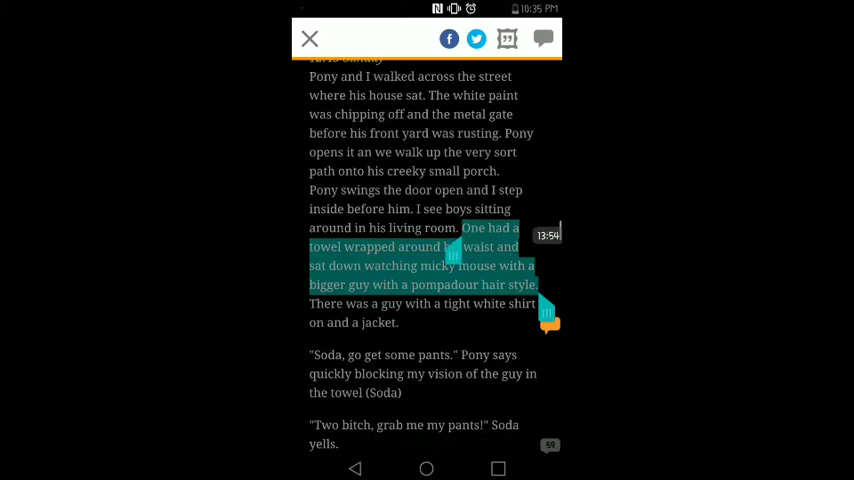 10:35 PM
Sunday
Pony and I walked across the street
where his house sat. The white paint
was chipping off and the metal gate
before his front yard was rusting. Pony
opens it an we walk up the very sort
path onto his creeky small porch.
Pony swings the door open and I step
inside before him. I see boys sitting
around in his living room. One had a
13:54
towel wrapped around waist and
sat down watching micky mouse with a
bigger guy with a pompadour hair style.
There was a guy with a tight white shirt
on and a jacket.
"Soda, go get some pants." Pony says
quickly blocking my vision of the guy in
the towel (Soda)
"Two bitch, grab me my pants!" Soda
yells.
59